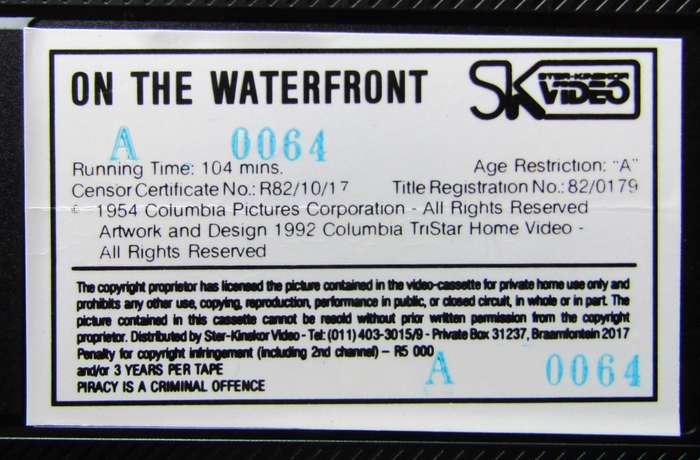 ON THE WATERFRONT
SK STER-KINEKOR VIDEO
A 0064
Running Time: 104 mins. Age Restriction: "A"
Censor Certificate No.: R82/10/17 Title Registration No.: 82/0179
© 1954 Columbia Pictures Corporation - All Rights Reserved
Artwork and Design 1992 Columbia TriStar Home Video -
All Rights Reserved
The copyright proprietor has licensed the picture contained in the video-cassette for private home use only and
prohibits any other use, copying, reproduction, performance in public, or closed circuit, in whole or in part. The
picture contained in this cassette cannot be resold without prior written permission from the copyright
proprietor. Distributed by Ster-Kinekor Video - Tel: (011) 403-3015/9 - Private Box 31237, Braamfontein 2017
Penalty for copyright infringement (including 2nd channel) – R5 000
and/or 3 YEARS PER TAPE
PIRACY IS A CRIMINAL OFFENCE
A 0064